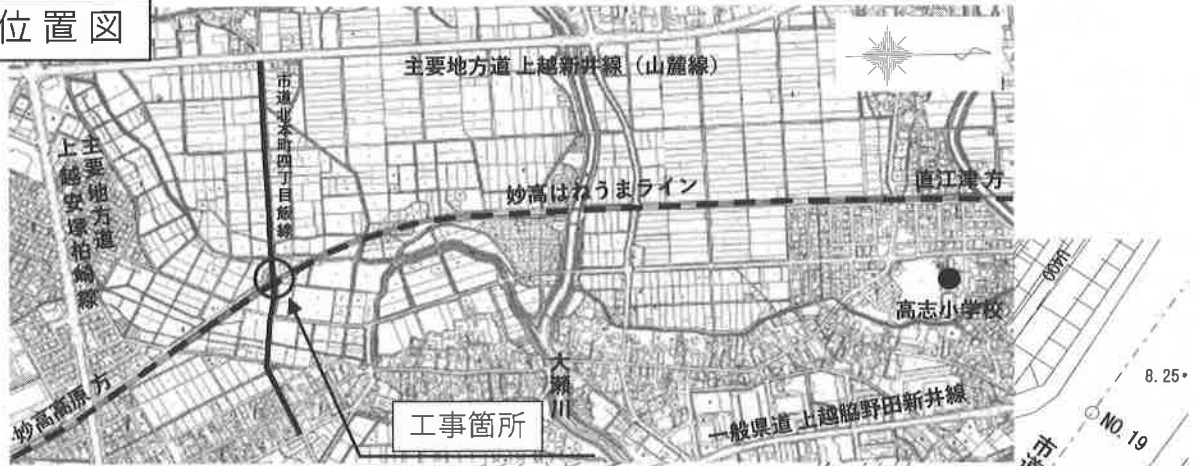 位置図
主要地方道 上越新井線（山麓線）
市道北本町四丁目飯線
主要地方道
上越安塚柏崎線
妙高はねうまライン
直江津方
高志小学校
大瀬川
妙高高原方
工事箇所
一般県道 上越脇野田新井線
8.25
NO. 19
市道